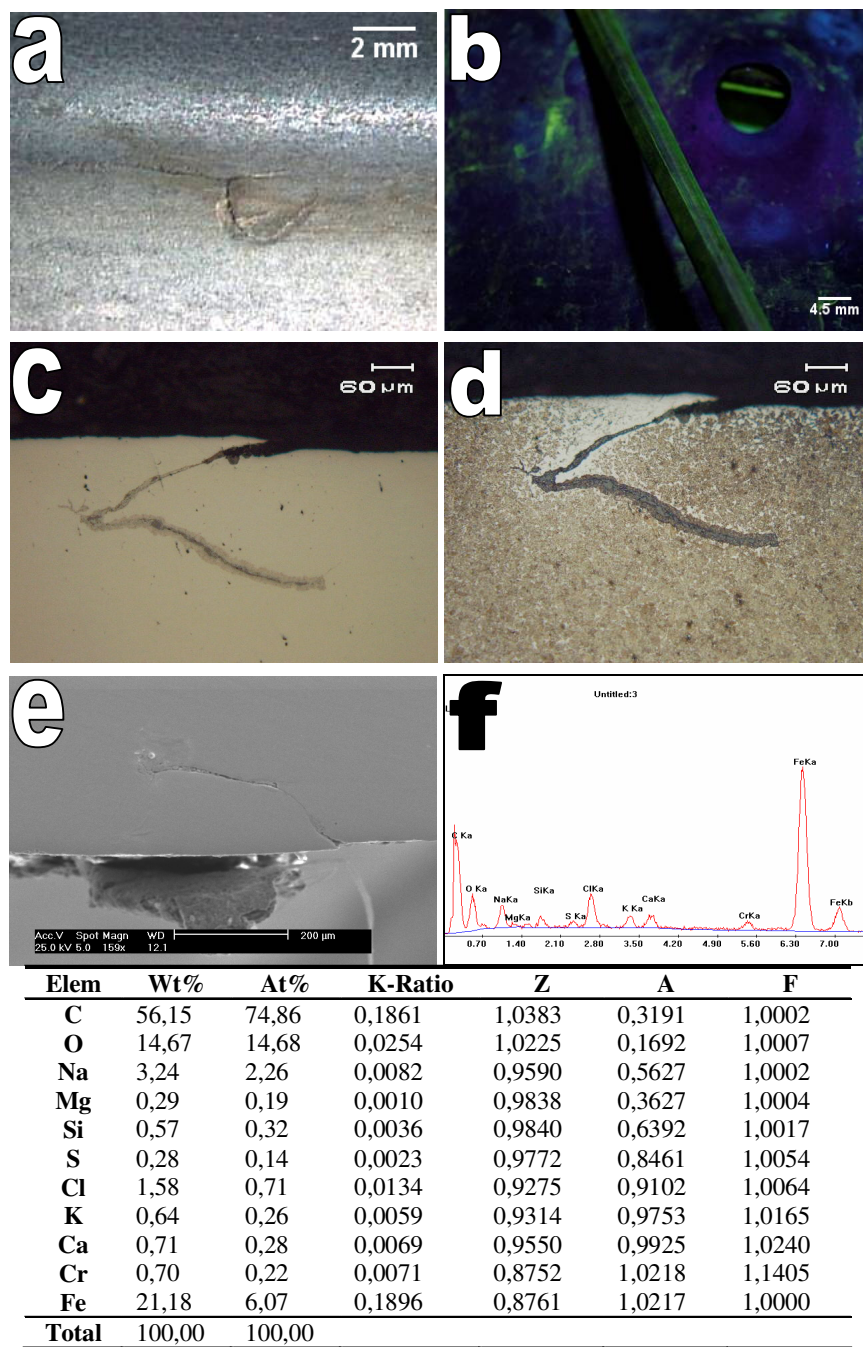 a
2 mm
b
4.5 mm
c
60 µm
d
60 µm
e
Acc.V Spot Magn WD
25.0 kV 5.0 159x 12.1
200 µm
f
Untitled:3
C Ka
O Ka
NaKa
MgKa
SiKa
S Ka
ClKa
K Ka
CaKa
CrKa
FeKa
FeKb
0.70 1.40 2.10 2.80 3.50 4.20 4.90 5.60 6.30 7.00
Elem Wt% At% K-Ratio Z A F
C 56,15 74,86 0,1861 1,0383 0,3191 1,0002
O 14,67 14,68 0,0254 1,0225 0,1692 1,0007
Na 3,24 2,26 0,0082 0,9590 0,5627 1,0002
Mg 0,29 0,19 0,0010 0,9838 0,3627 1,0004
Si 0,57 0,32 0,0036 0,9840 0,6392 1,0017
S 0,28 0,14 0,0023 0,9772 0,8461 1,0054
Cl 1,58 0,71 0,0134 0,9275 0,9102 1,0064
K 0,64 0,26 0,0059 0,9314 0,9753 1,0165
Ca 0,71 0,28 0,0069 0,9550 0,9925 1,0240
Cr 0,70 0,22 0,0071 0,8752 1,0218 1,1405
Fe 21,18 6,07 0,1896 0,8761 1,0217 1,0000
Total 100,00 100,00